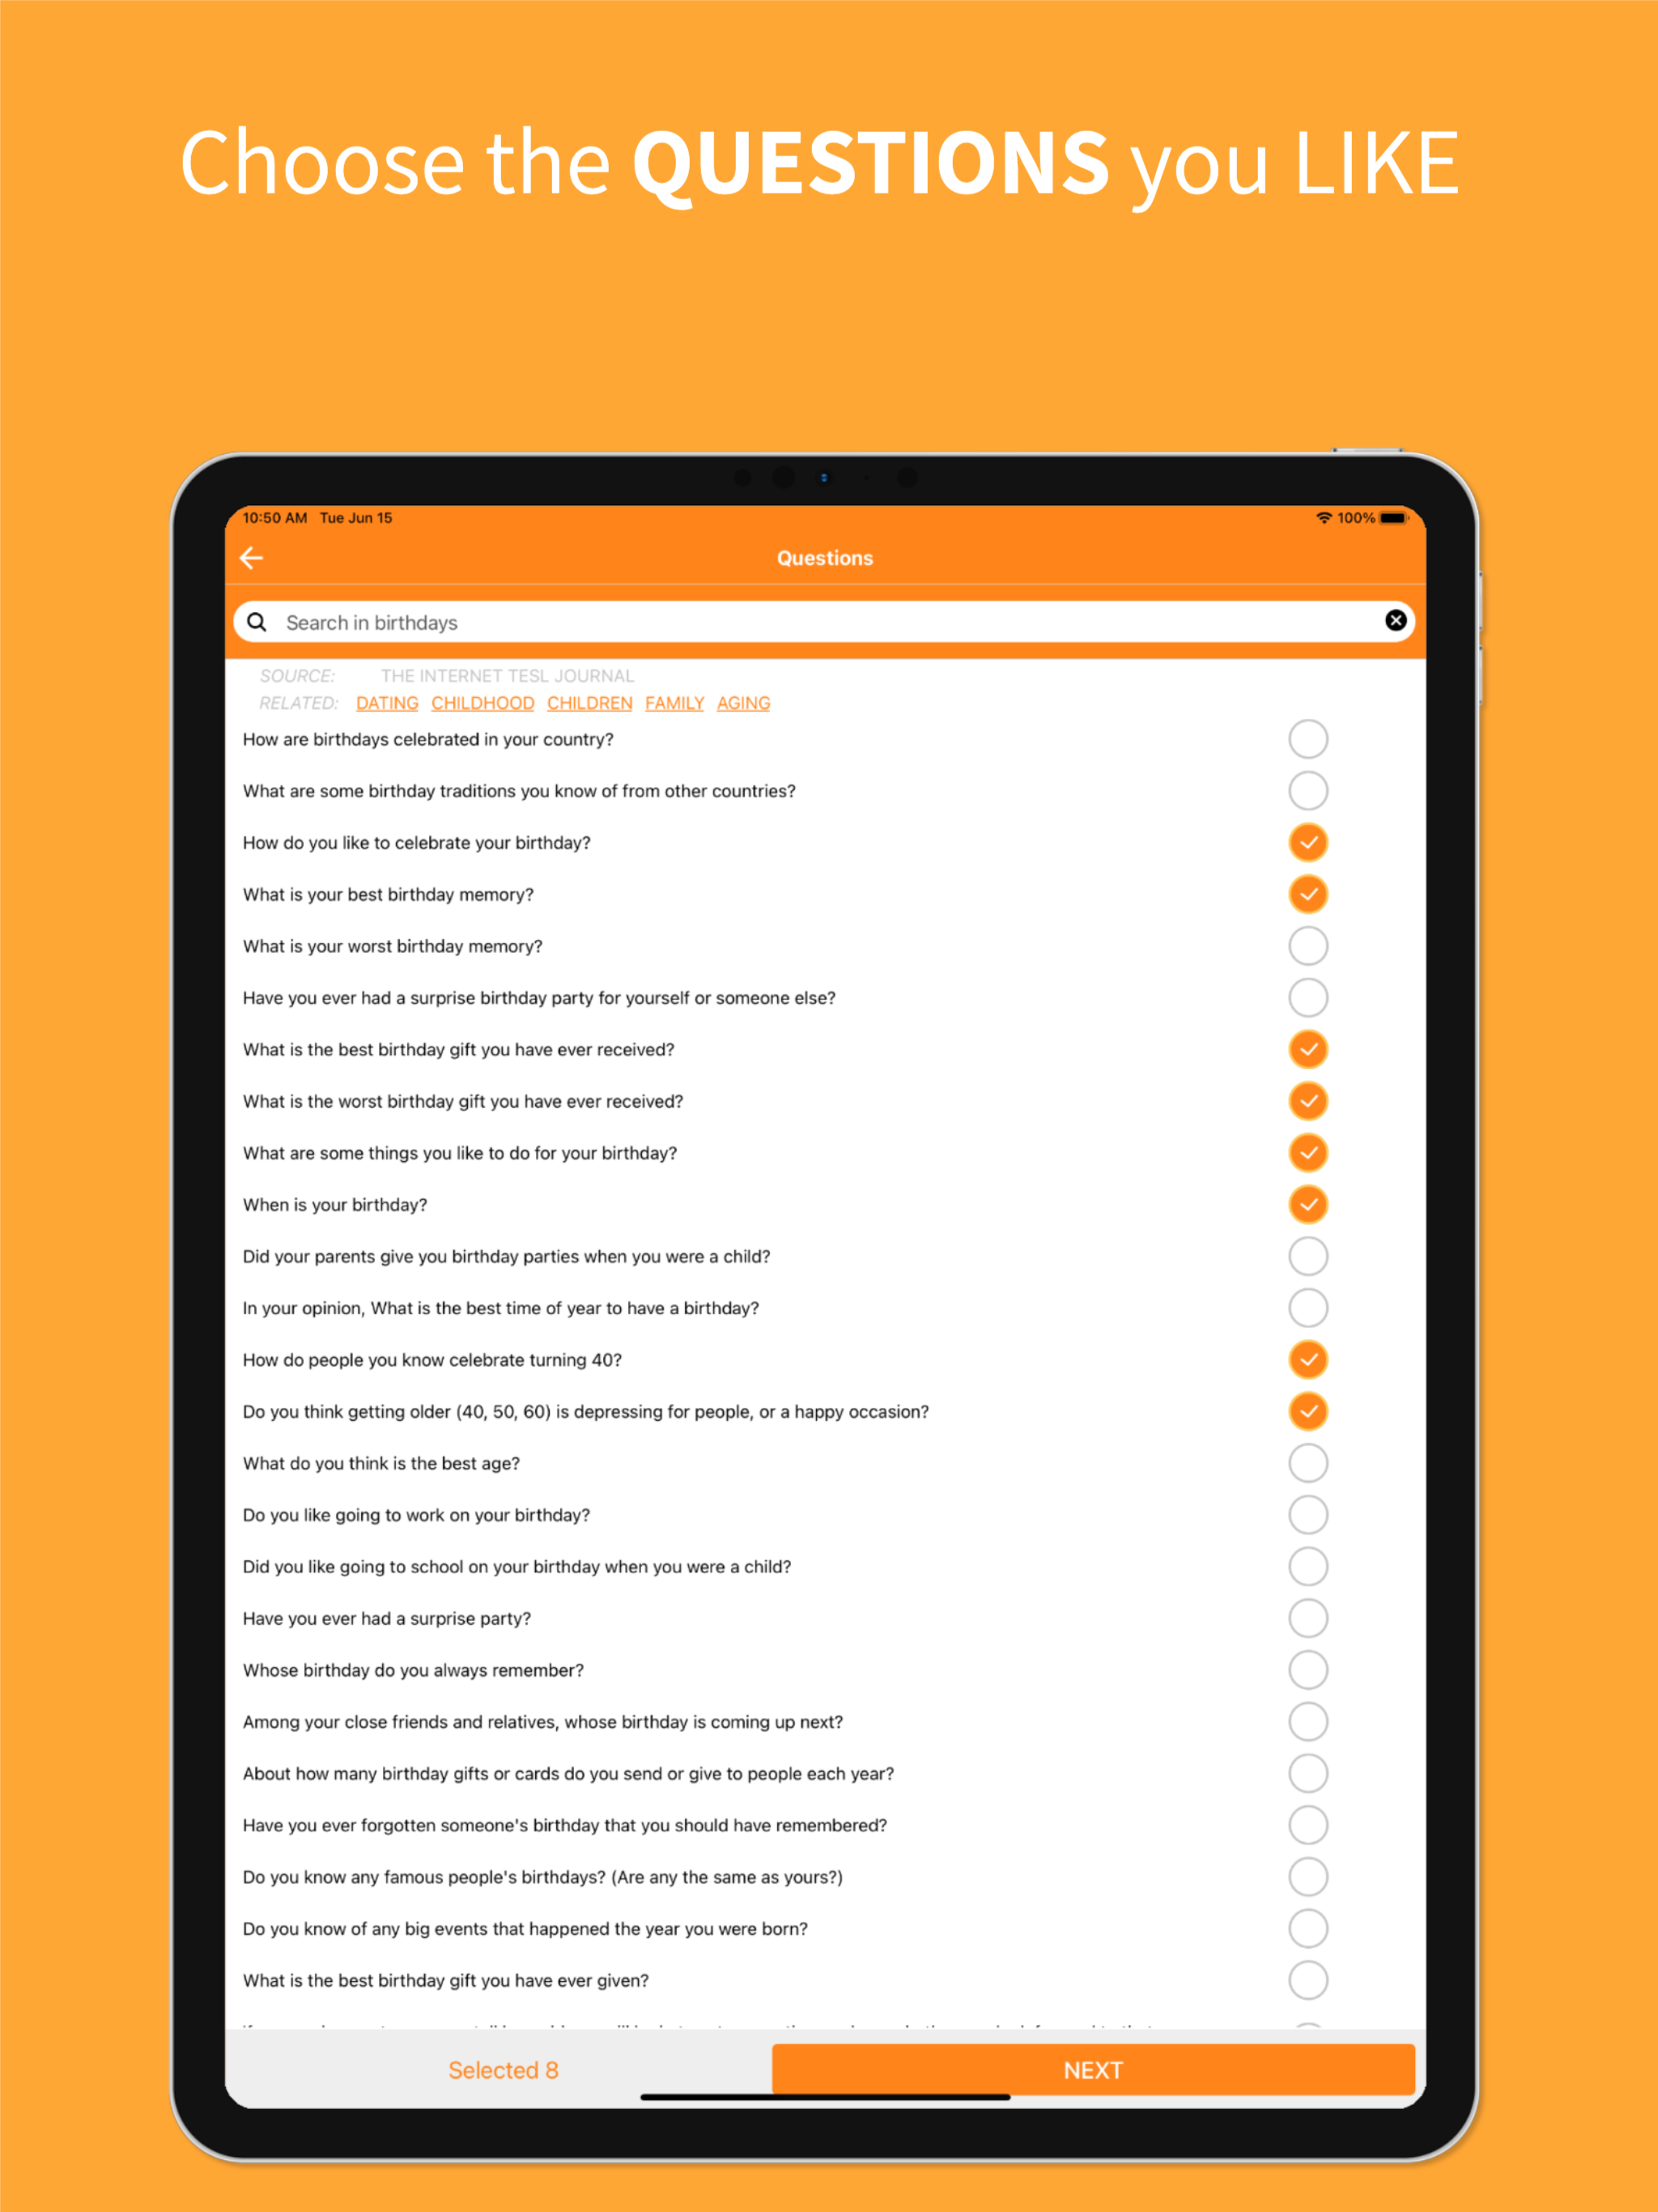 Choose the QUESTIONS you LIKE
10:50 AM Tue Jun 15 100%
Questions
Search in birthdays
SOURCE: THE INTERNET TESL JOURNAL
RELATED: DATING CHILDHOOD CHILDREN FAMILY AGING
How are birthdays celebrated in your country?
What are some birthday traditions you know of from other countries?
How do you like to celebrate your birthday?
What is your best birthday memory?
What is your worst birthday memory?
Have you ever had a surprise birthday party for yourself or someone else?
What is the best birthday gift you have ever received?
What is the worst birthday gift you have ever received?
What are some things you like to do for your birthday?
When is your birthday?
Did your parents give you birthday parties when you were a child?
In your opinion, What is the best time of year to have a birthday?
How do people you know celebrate turning 40?
Do you think getting older (40, 50, 60) is depressing for people, or a happy occasion?
What do you think is the best age?
Do you like going to work on your birthday?
Did you like going to school on your birthday when you were a child?
Have you ever had a surprise party?
Whose birthday do you always remember?
Among your close friends and relatives, whose birthday is coming up next?
About how many birthday gifts or cards do you send or give to people each year?
Have you ever forgotten someone's birthday that you should have remembered?
Do you know any famous people's birthdays? (Are any the same as yours?)
Do you know of any big events that happened the year you were born?
What is the best birthday gift you have ever given?
Selected 8
NEXT